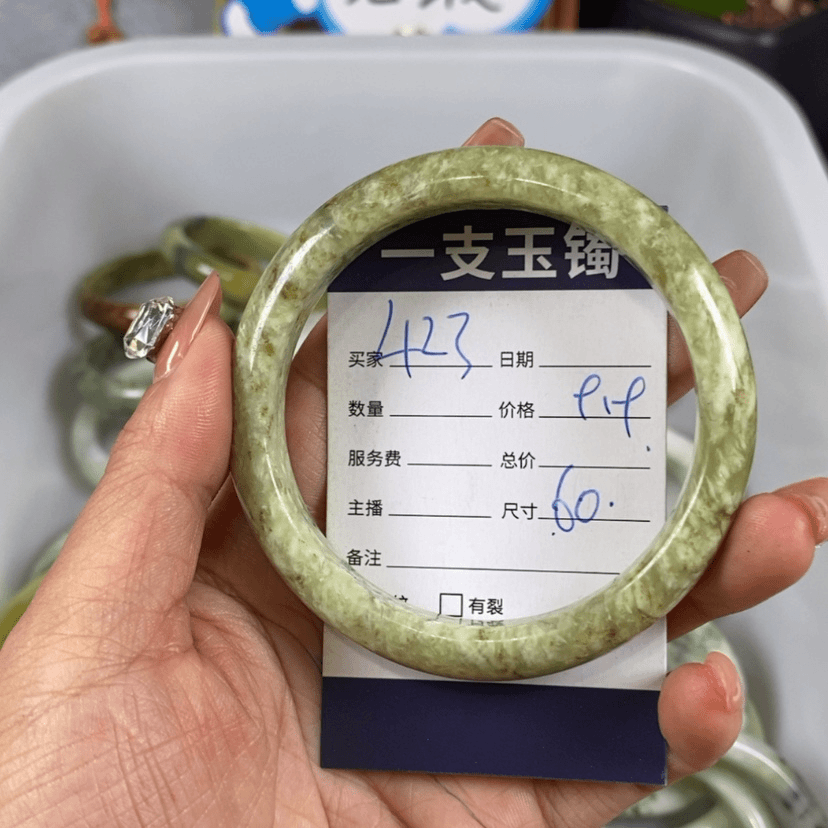 一支玉镯
买家 423 日期
数量 价格
服务费 总价
主播 尺寸 60.
备注
有裂